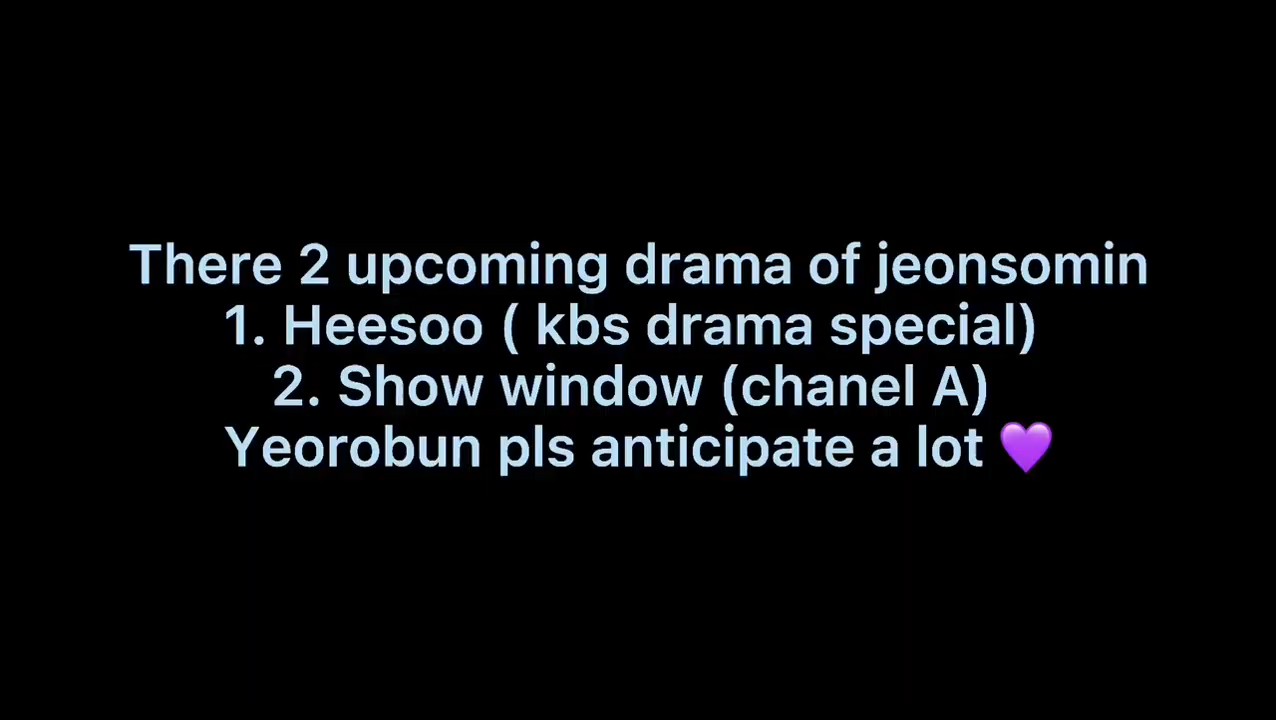 There 2 upcoming drama of jeonsomin
1. Heesoo ( kbs drama special)
2. Show window (chanel A)
Yeorobun pls anticipate a lot 💜